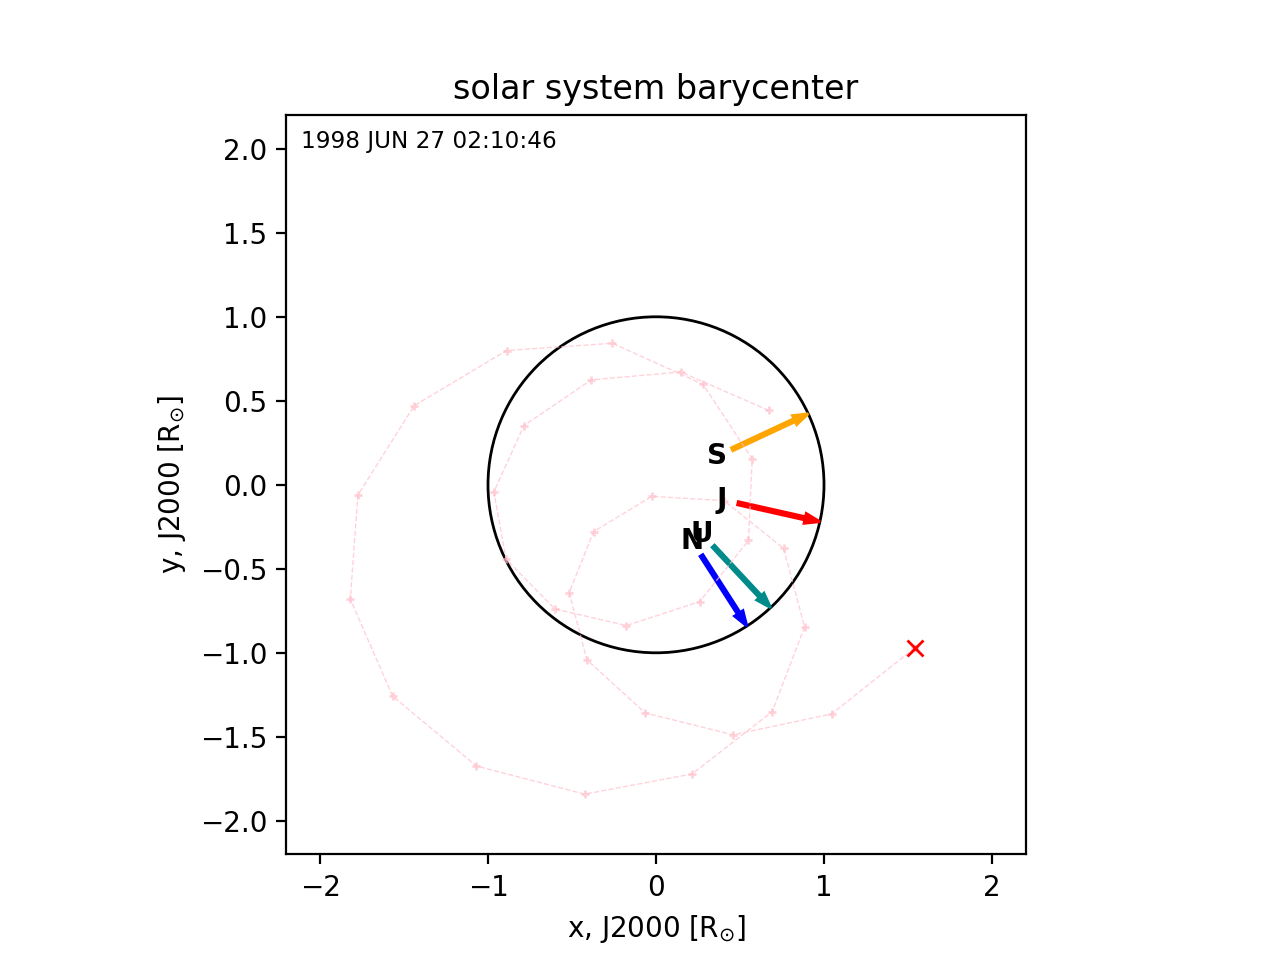 solar system barycenter
1998 JUN 27 02:10:46
2.0
1.5
1.0
0.5
0.0
−0.5
−1.0
−1.5
−2.0
y, J2000 [R☉]
S
J
U
N
−2
−1
0
1
2
x, J2000 [R☉]